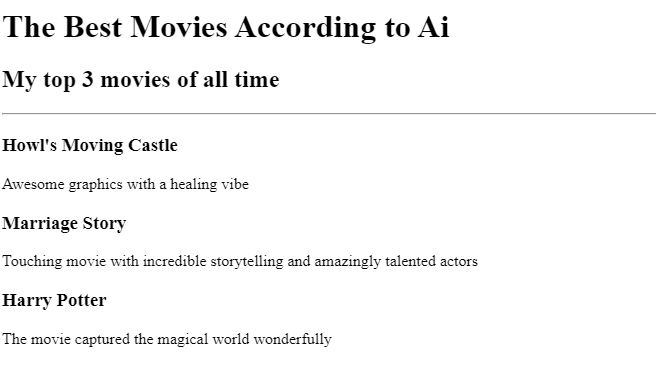 The Best Movies According to Ai
My top 3 movies of all time
Howl's Moving Castle
Awesome graphics with a healing vibe
Marriage Story
Touching movie with incredible storytelling and amazingly talented actors
Harry Potter
The movie captured the magical world wonderfully